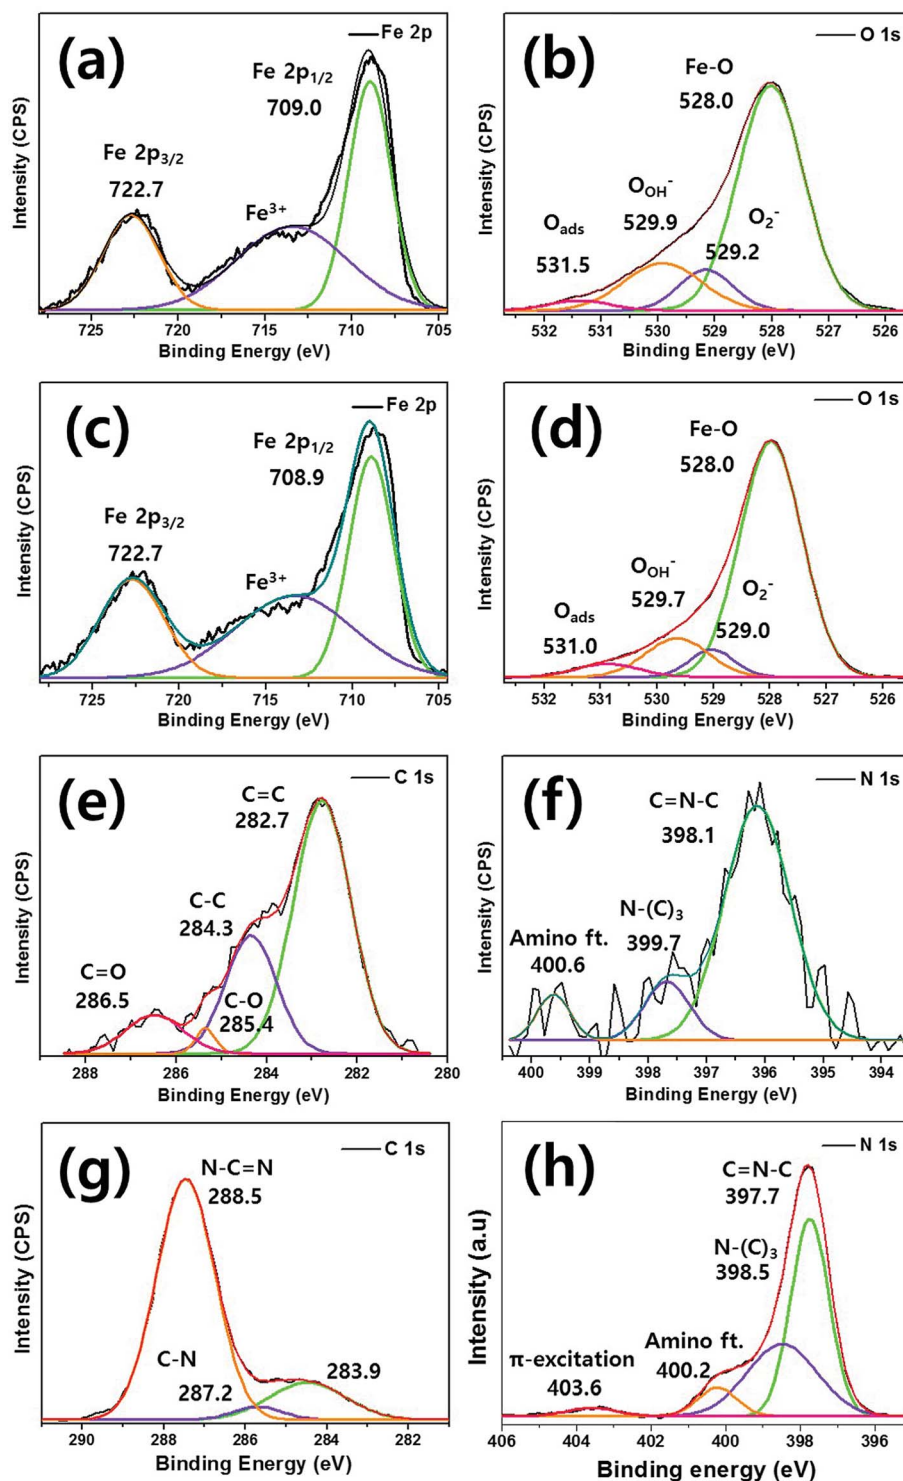 (a)
Fe 2p
Fe 2p1/2
709.0
Fe 2p3/2
722.7
Fe3+
Intensity (CPS)
725 720 715 710 705
Binding Energy (eV)
(b)
O 1s
Fe-O
528.0
OOH-
529.9
O2-
529.2
Oads
531.5
Intensity (CPS)
532 531 530 529 528 527 526
Binding energy (eV)
(c)
Fe 2p
Fe 2p1/2
708.9
Fe 2p3/2
722.7
Fe3+
Intensity (CPS)
725 720 715 710 705
Binding Energy (eV)
(d)
O 1s
Fe-O
528.0
OOH-
529.7
O2-
529.0
Oads
531.0
Intensity (CPS)
532 531 530 529 528 527 526
Binding energy (eV)
(e)
C 1s
C=C
282.7
C-C
284.3
C=O
286.5
C-O
285.4
Intensity (CPS)
288 286 284 282 280
Binding Energy (eV)
(f)
N 1s
C=N-C
398.1
N-(C)3
399.7
Amino ft.
400.6
Intensity (CPS)
400 399 398 397 396 395 394
Binding energy (eV)
(g)
C 1s
N-C=N
288.5
C-N
287.2
283.9
Intensity (CPS)
290 288 286 284 282
Binding Energy (eV)
(h)
N 1s
C=N-C
397.7
N-(C)3
398.5
Amino ft.
400.2
π-excitation
403.6
Intensity (a.u)
406 404 402 400 398 396
Binding energy (eV)